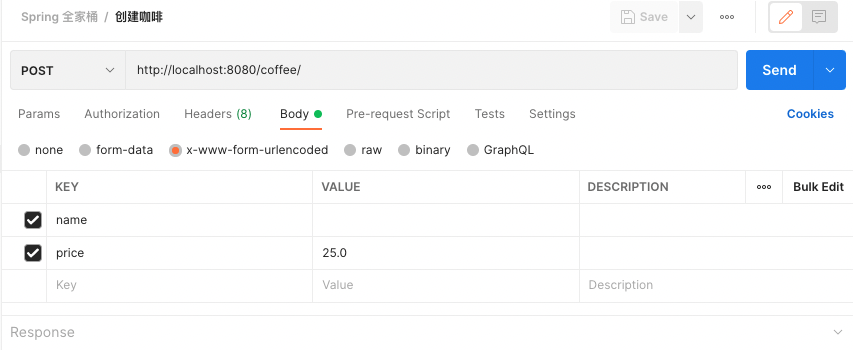 Spring 全家桶 / 创建咖啡
Save
POST
http://localhost:8080/coffee/
Send
Params Authorization Headers (8) Body Pre-request Script Tests Settings Cookies
none form-data x-www-form-urlencoded raw binary GraphQL
KEY VALUE DESCRIPTION Bulk Edit
name
price 25.0
Key Value Description
Response